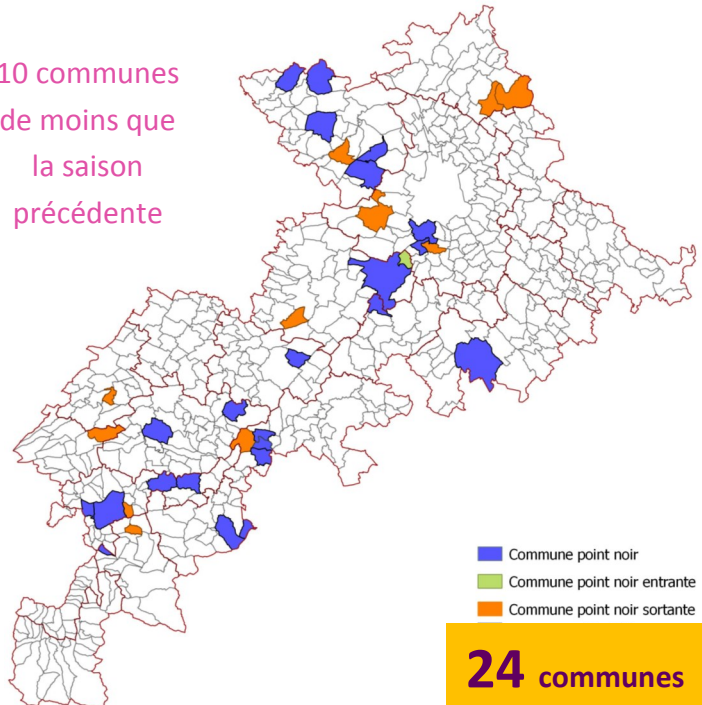 10 communes
de moins que
la saison
précédente
Commune point noir
Commune point noir entrante
Commune point noir sortante
24 communes